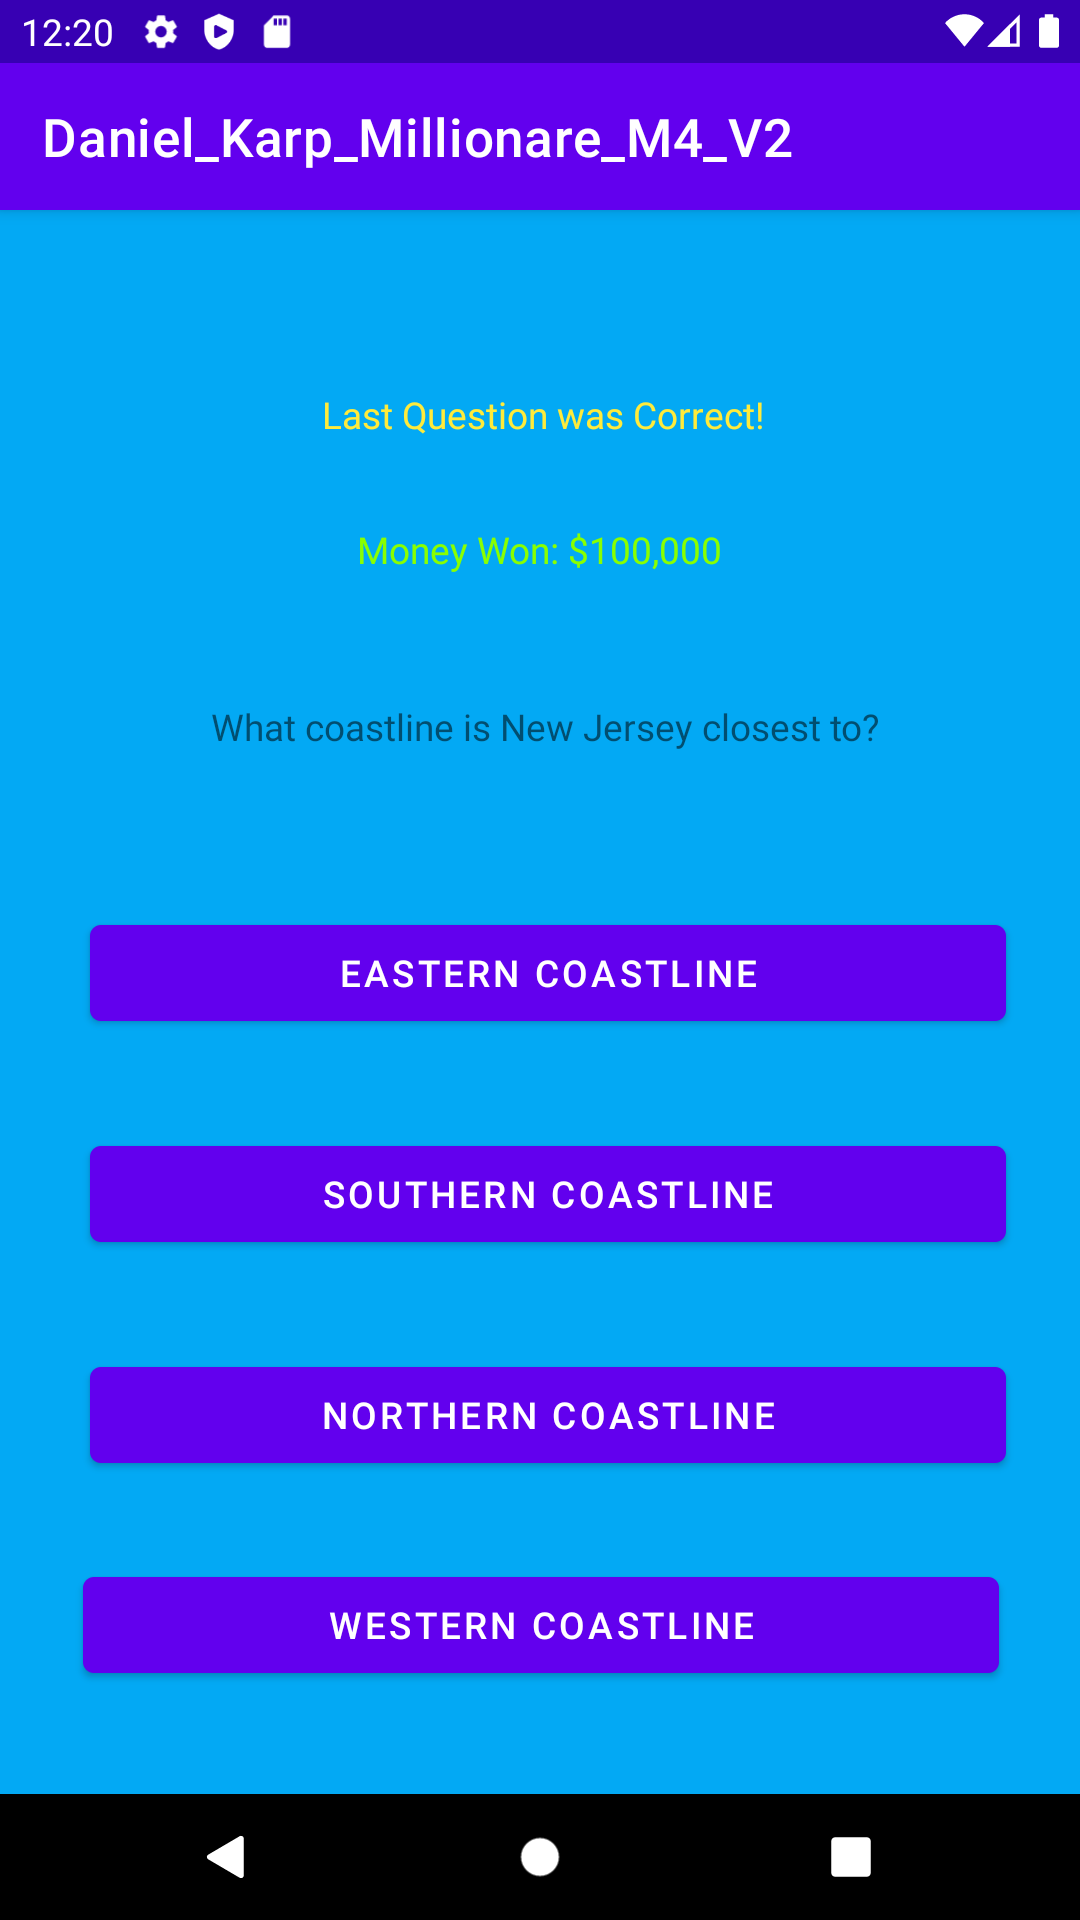 12:20
Daniel_Karp_Millionare_M4_V2
Last Question was Correct!
Money Won: $100,000
What coastline is New Jersey closest to?
EASTERN COASTLINE
SOUTHERN COASTLINE
NORTHERN COASTLINE
WESTERN COASTLINE